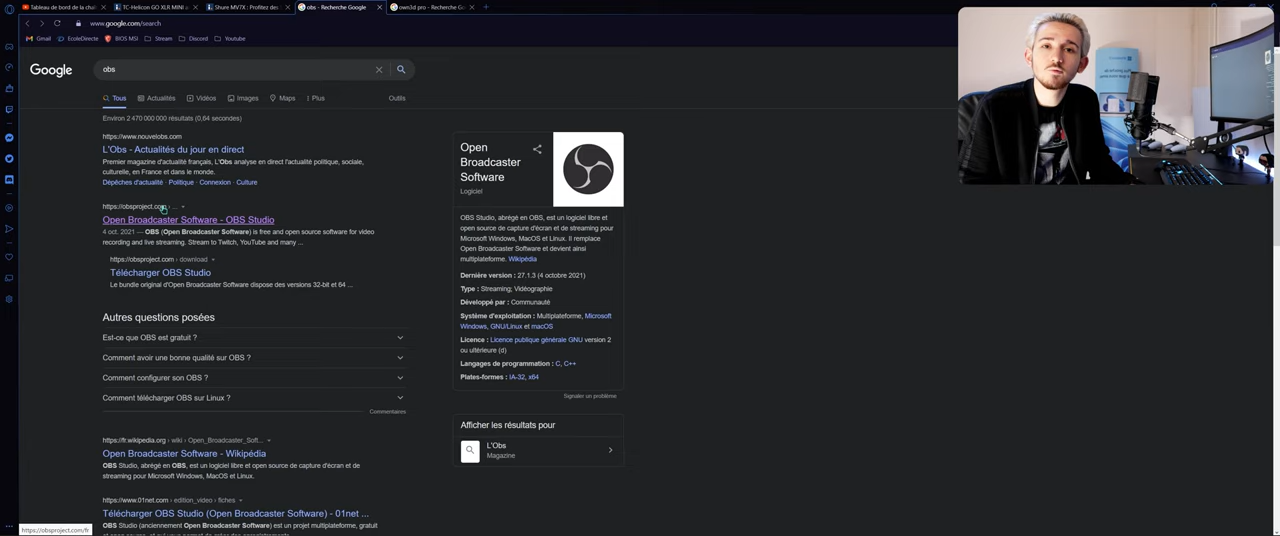 Tableau de bord de la chaî
TC-Helicon GO XLR MINI a
Shure MV7X : Profitez des
obs - Recherche Google
own3d pro - Recherche Goo
www.google.com/search
Gmail
EcoleDirecte
BIOS MSI
Stream
Discord
Youtube
Google
obs
Tous
Actualités
Vidéos
Images
Maps
Plus
Outils
Environ 2 470 000 000 résultats (0,64 secondes)
https://www.nouvelobs.com
L'Obs - Actualités du jour en direct
Premier magazine d'actualité français, L'Obs analyse en direct l'actualité politique, sociale,
culturelle, en France et dans le monde.
Dépêches d'actualité · Politique · Connexion · Culture
https://obsproject.com › ...
Open Broadcaster Software - OBS Studio
4 oct. 2021 — OBS (Open Broadcaster Software) is free and open source software for video
recording and live streaming. Stream to Twitch, YouTube and many ...
https://obsproject.com › download
Télécharger OBS Studio
Le bundle original d'Open Broadcaster Software dispose des versions 32-bit et 64 ...
Autres questions posées
Est-ce que OBS est gratuit ?
Comment avoir une bonne qualité sur OBS ?
Comment configurer son OBS ?
Comment télécharger OBS sur Linux ?
Commentaires
https://fr.wikipedia.org › wiki › Open_Broadcaster_Soft...
Open Broadcaster Software - Wikipédia
OBS Studio, abrégé en OBS, est un logiciel libre et open source de capture d'écran et de
streaming pour Microsoft Windows, MacOS et Linux.
https://www.01net.com › edition_video › fiches
Télécharger OBS Studio (Open Broadcaster Software) - 01net ...
OBS Studio (anciennement Open Broadcaster Software) est un projet multiplateforme, gratuit
https://obsproject.com/fr
Open
Broadcaster
Software
Logiciel
OBS Studio, abrégé en OBS, est un logiciel libre et
open source de capture d'écran et de streaming pour
Microsoft Windows, MacOS et Linux. Il remplace
Open Broadcaster Software et devient ainsi
multiplateforme. Wikipédia
Dernière version : 27.1.3 (4 octobre 2021)
Type : Streaming; Vidéographie
Développé par : Communauté
Système d'exploitation : Multiplateforme, Microsoft
Windows, GNU/Linux et macOS
Licence : Licence publique générale GNU version 2
ou ultérieure (d)
Langages de programmation : C, C++
Plates-formes : IA-32, x64
Signaler un problème
Afficher les résultats pour
L'Obs
Magazine